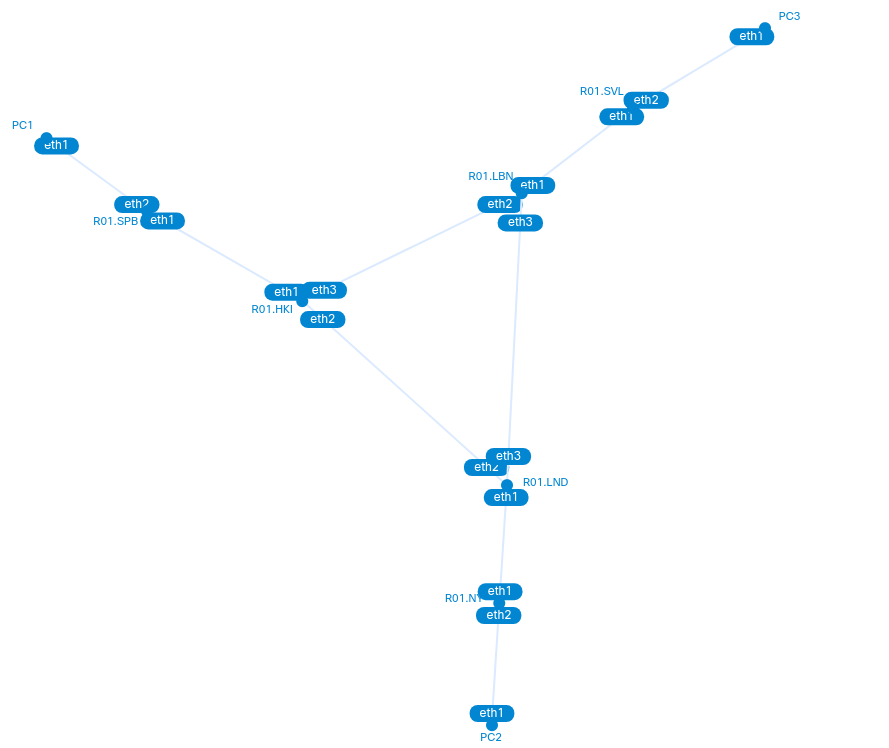 PC3
eth1
R01.SVL
eth2
eth1
PC1
eth1
R01.LBN
eth1
eth2
eth3
eth2
R01.SPB
eth1
eth1
eth3
R01.HKI
eth2
eth3
eth2
R01.LND
eth1
eth1
R01.NY
eth2
eth1
PC2